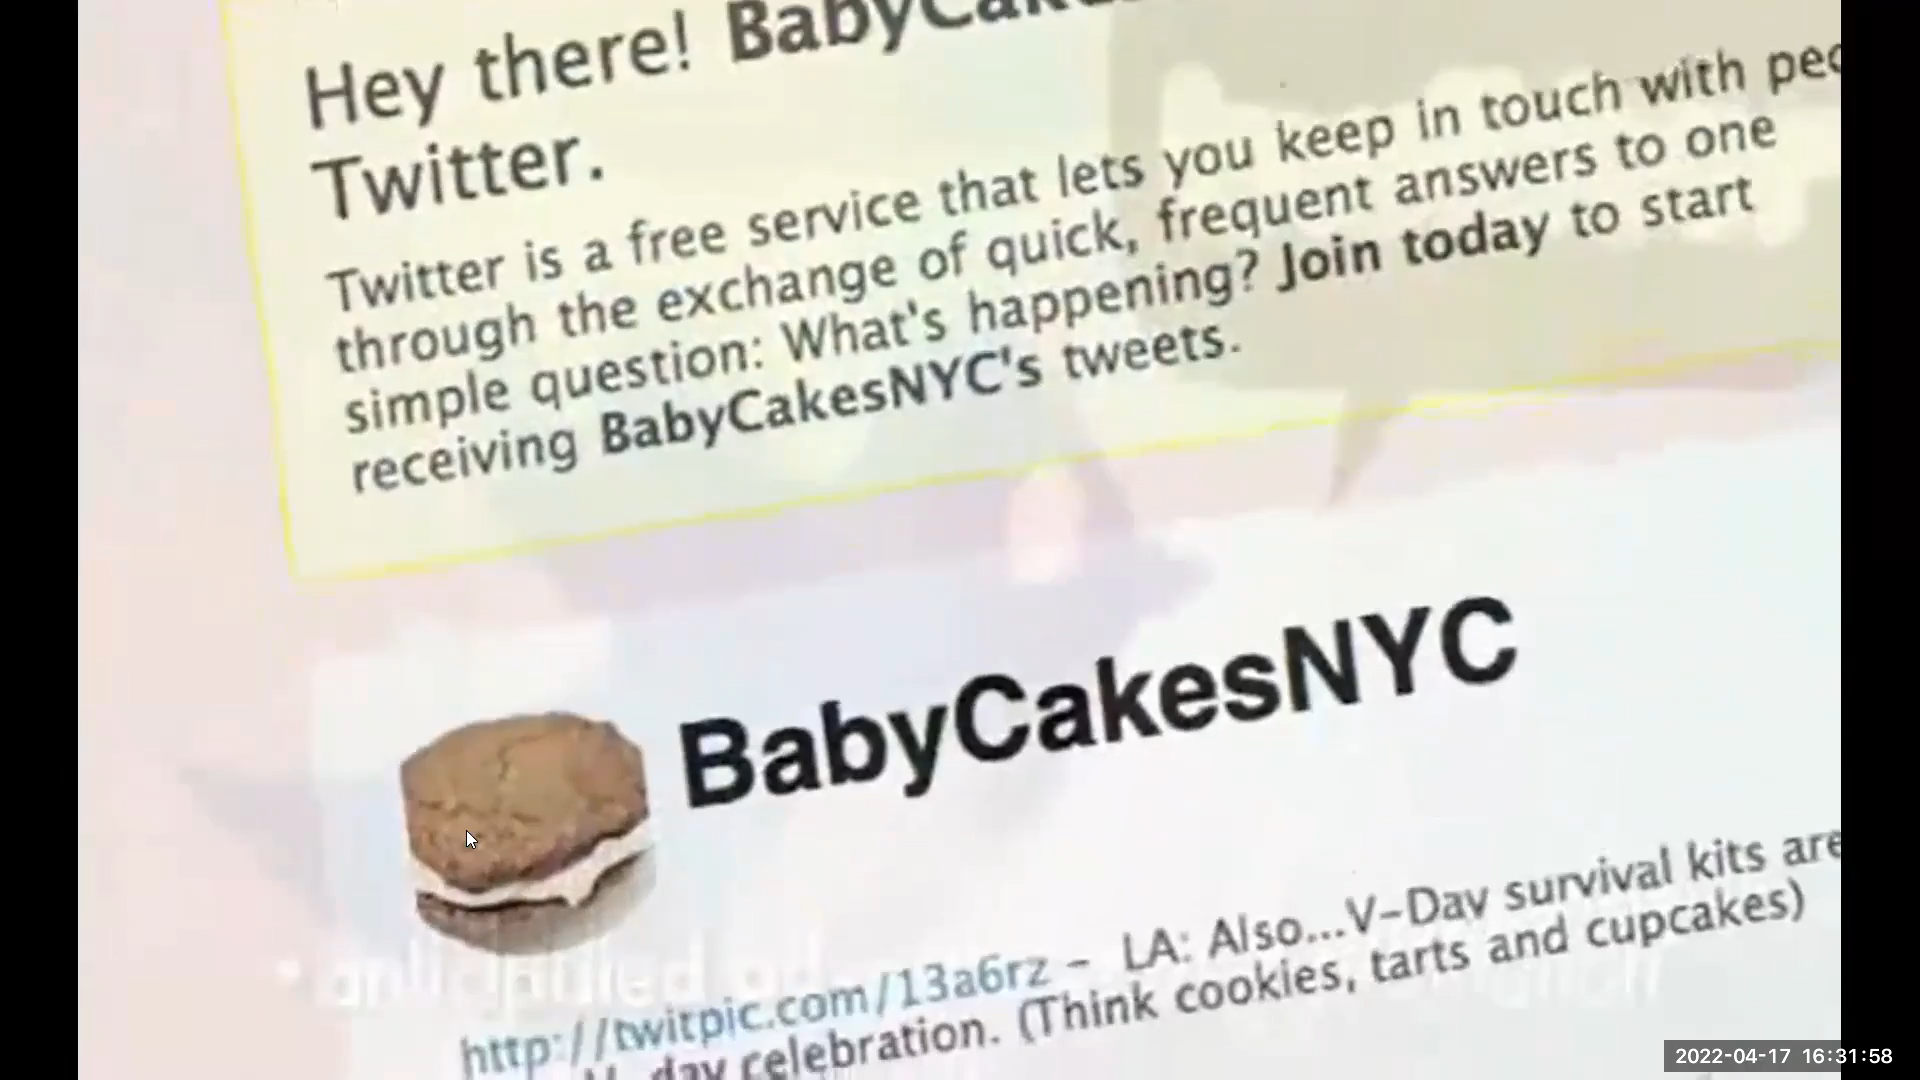 Hey there! BabyCak
Twitter.
Twitter is a free service that lets you keep in touch with peo
through the exchange of quick, frequent answers to one
simple question: What's happening? Join today to start
receiving BabyCakesNYC's tweets.
BabyCakesNYC
http://twitpic.com/13a6rz - LA: Also...V-Day survival kits are
day celebration. (Think cookies, tarts and cupcakes)
2022-04-17 16:31:58